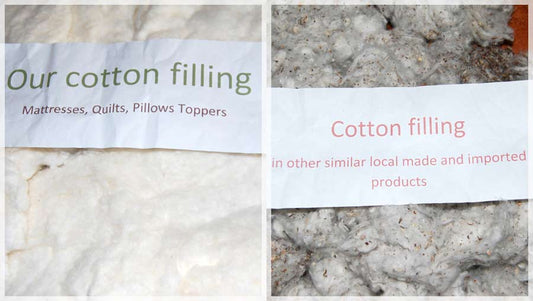 Our cotton filling
Mattresses, Quilts, Pillows Toppers
Cotton filling
in other similar local made and imported
products